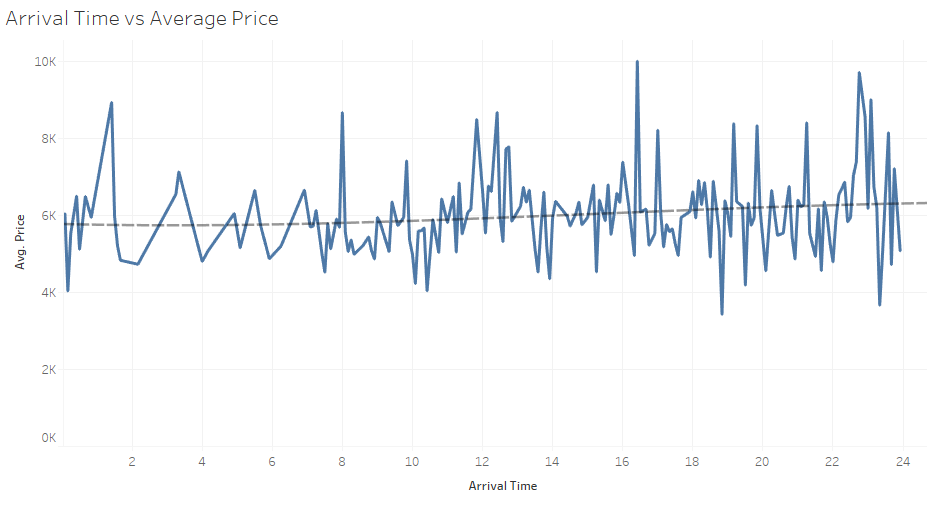 Arrival Time vs Average Price
10K
8K
6K
4K
2K
0K
Avg. Price
2 4 6 8 10 12 14 16 18 20 22 24
Arrival Time